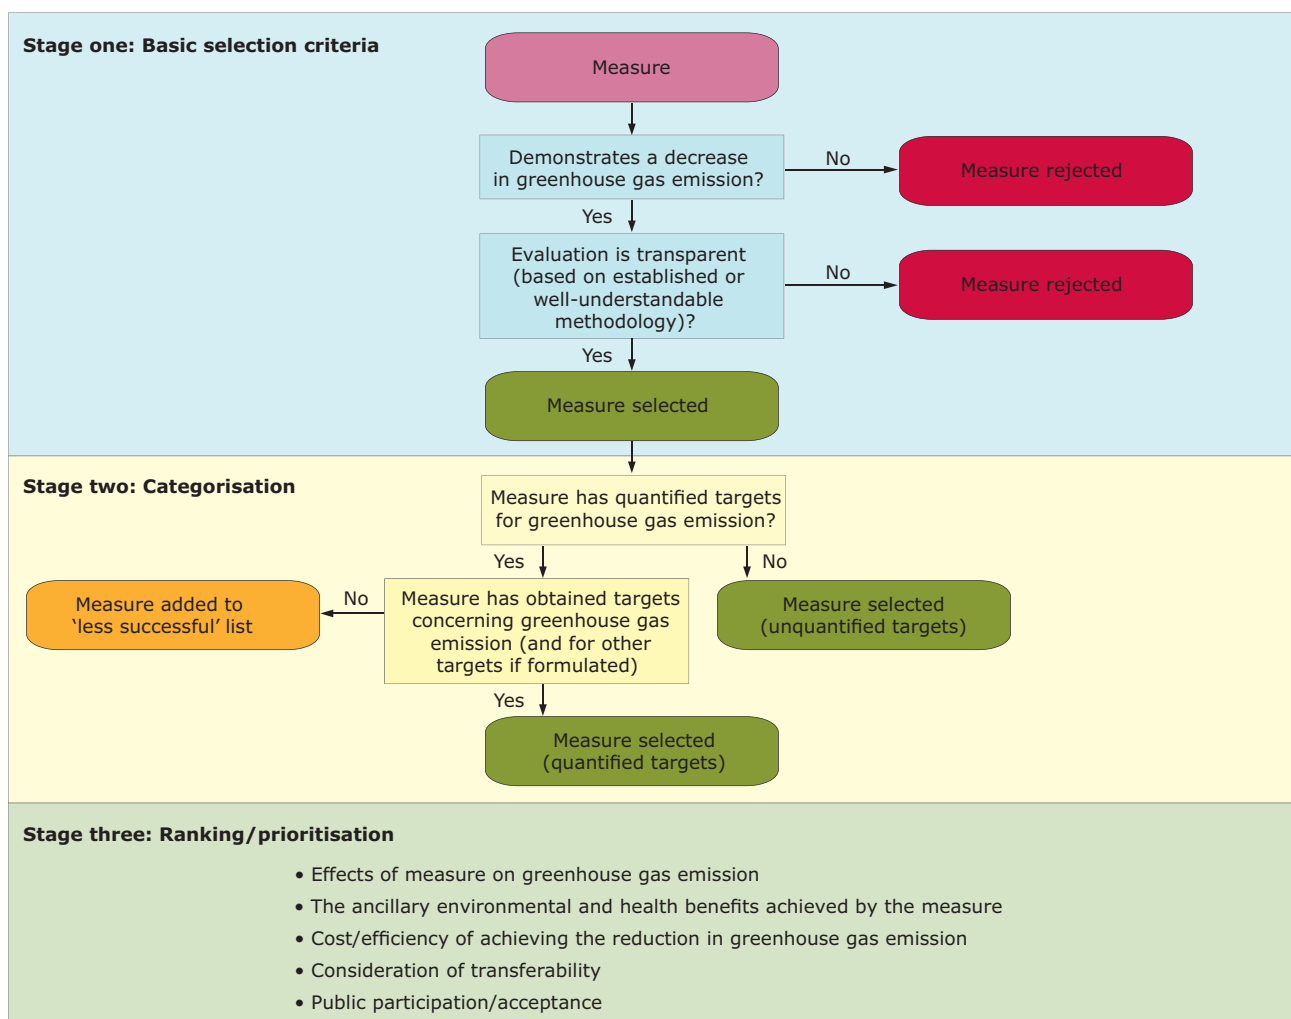 Stage one: Basic selection criteria
Measure
Demonstrates a decrease
in greenhouse gas emission?
No
Measure rejected
Yes
Evaluation is transparent
(based on established or
well-understandable
methodology)?
No
Measure rejected
Yes
Measure selected
Stage two: Categorisation
Measure has quantified targets
for greenhouse gas emission?
Yes
No
Measure added to
‘less successful’ list
No
Measure has obtained targets
concerning greenhouse gas
emission (and for other
targets if formulated)
Measure selected
(unquantified targets)
Yes
Measure selected
(quantified targets)
Stage three: Ranking/prioritisation
• Effects of measure on greenhouse gas emission
• The ancillary environmental and health benefits achieved by the measure
• Cost/efficiency of achieving the reduction in greenhouse gas emission
• Consideration of transferability
• Public participation/acceptance